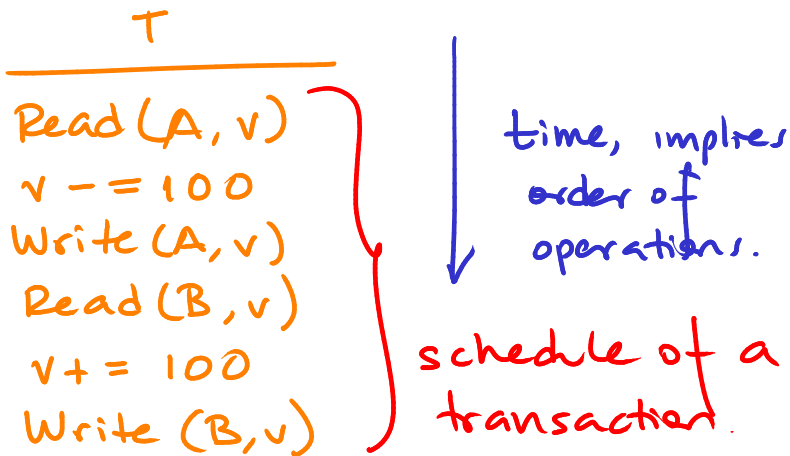 T
Read (A, v)
v -= 100
Write (A, v)
Read (B, v)
v += 100
Write (B, v)
time, implies
order of
operations.
schedule of a
transaction.